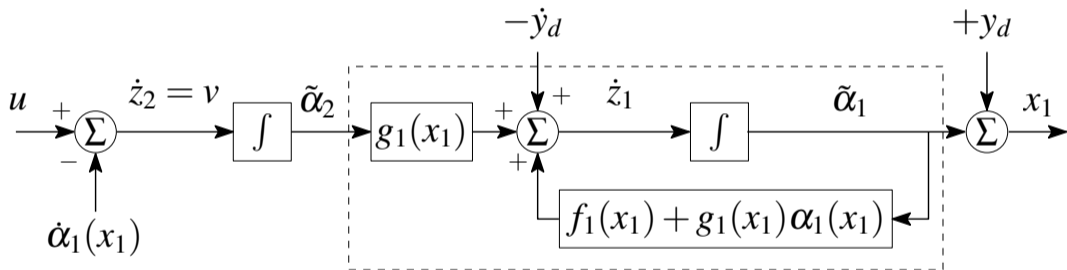 −ẏ_d +y_d
u + ż₂ = v α̃₂ + + ż₁ α̃₁ x₁
Σ ∫ g₁(x₁) Σ ∫ Σ
− +
α̇₁(x₁) f₁(x₁) + g₁(x₁)α₁(x₁)